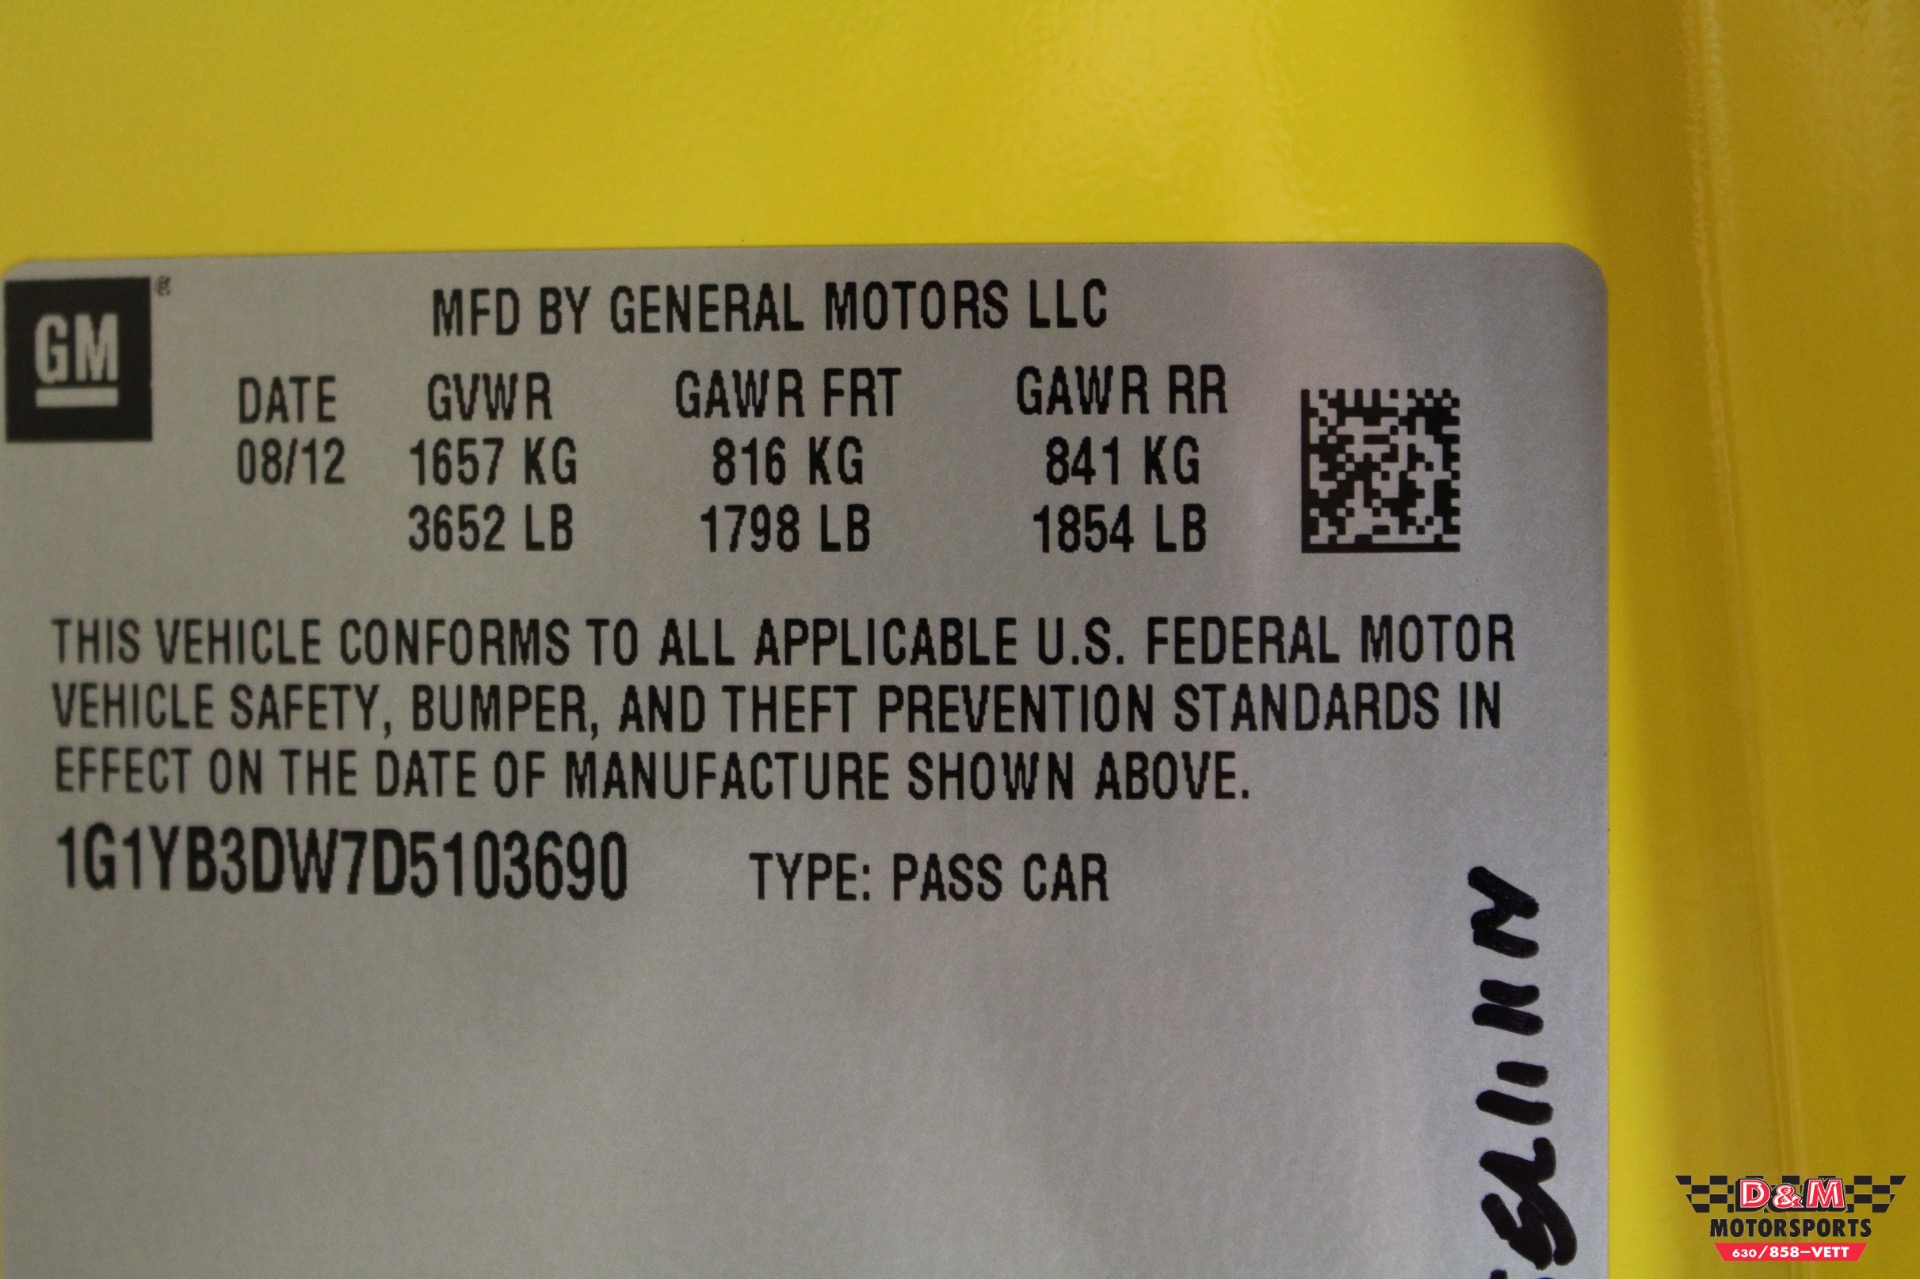 GM ®
MFD BY GENERAL MOTORS LLC
DATE GVWR GAWR FRT GAWR RR
08/12 1657 KG 816 KG 841 KG
3652 LB 1798 LB 1854 LB
THIS VEHICLE CONFORMS TO ALL APPLICABLE U.S. FEDERAL MOTOR
VEHICLE SAFETY, BUMPER, AND THEFT PREVENTION STANDARDS IN
EFFECT ON THE DATE OF MANUFACTURE SHOWN ABOVE.
1G1YB3DW7D5103690 TYPE: PASS CAR
D&M
MOTORSPORTS
630/858-VETT